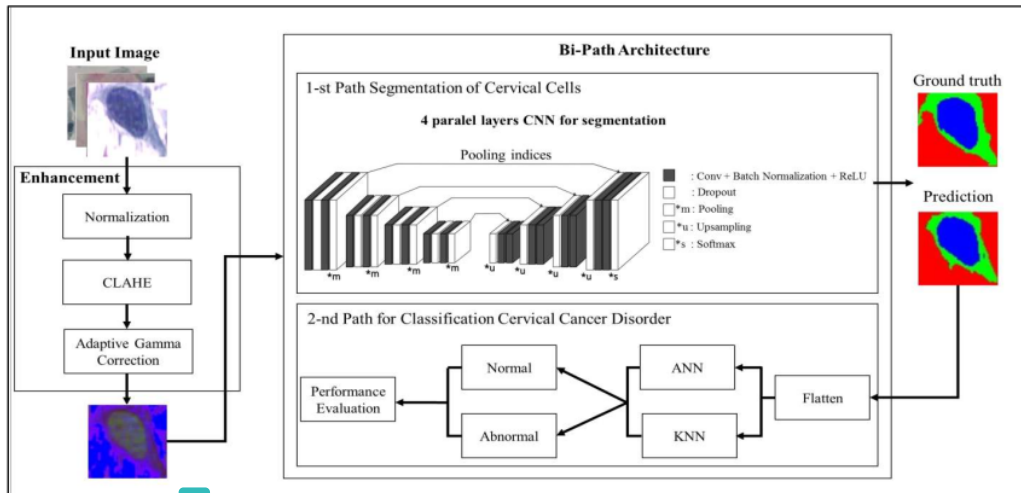 Input Image
Enhancement
Normalization
CLAHE
Adaptive Gamma
Correction
Bi-Path Architecture
1-st Path Segmentation of Cervical Cells
4 paralel layers CNN for segmentation
Pooling indices
: Conv + Batch Normalization + ReLU
: Dropout
*m : Pooling
*u : Upsampling
*s : Softmax
*m
*m
*m
*m
*u
*u
*u
*u
*s
2-nd Path for Classification Cervical Cancer Disorder
Performance
Evaluation
Normal
Abnormal
ANN
KNN
Flatten
Ground truth
Prediction